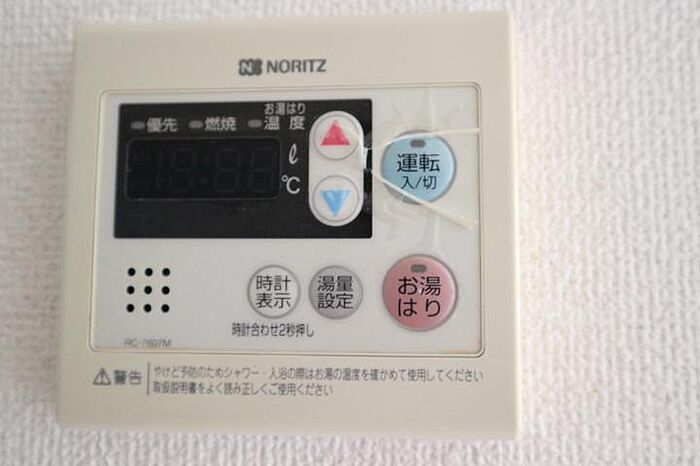 NORITZ
お湯はり
優先 燃焼 温度
ℓ
℃
運転
入/切
時計
表示
湯量
設定
お湯
はり
時計合わせ2秒押し
RC-7607M
警告
やけど予防のためシャワー・入浴の際はお湯の温度を確かめて使用してください
取扱説明書をよく読み正しくご使用ください